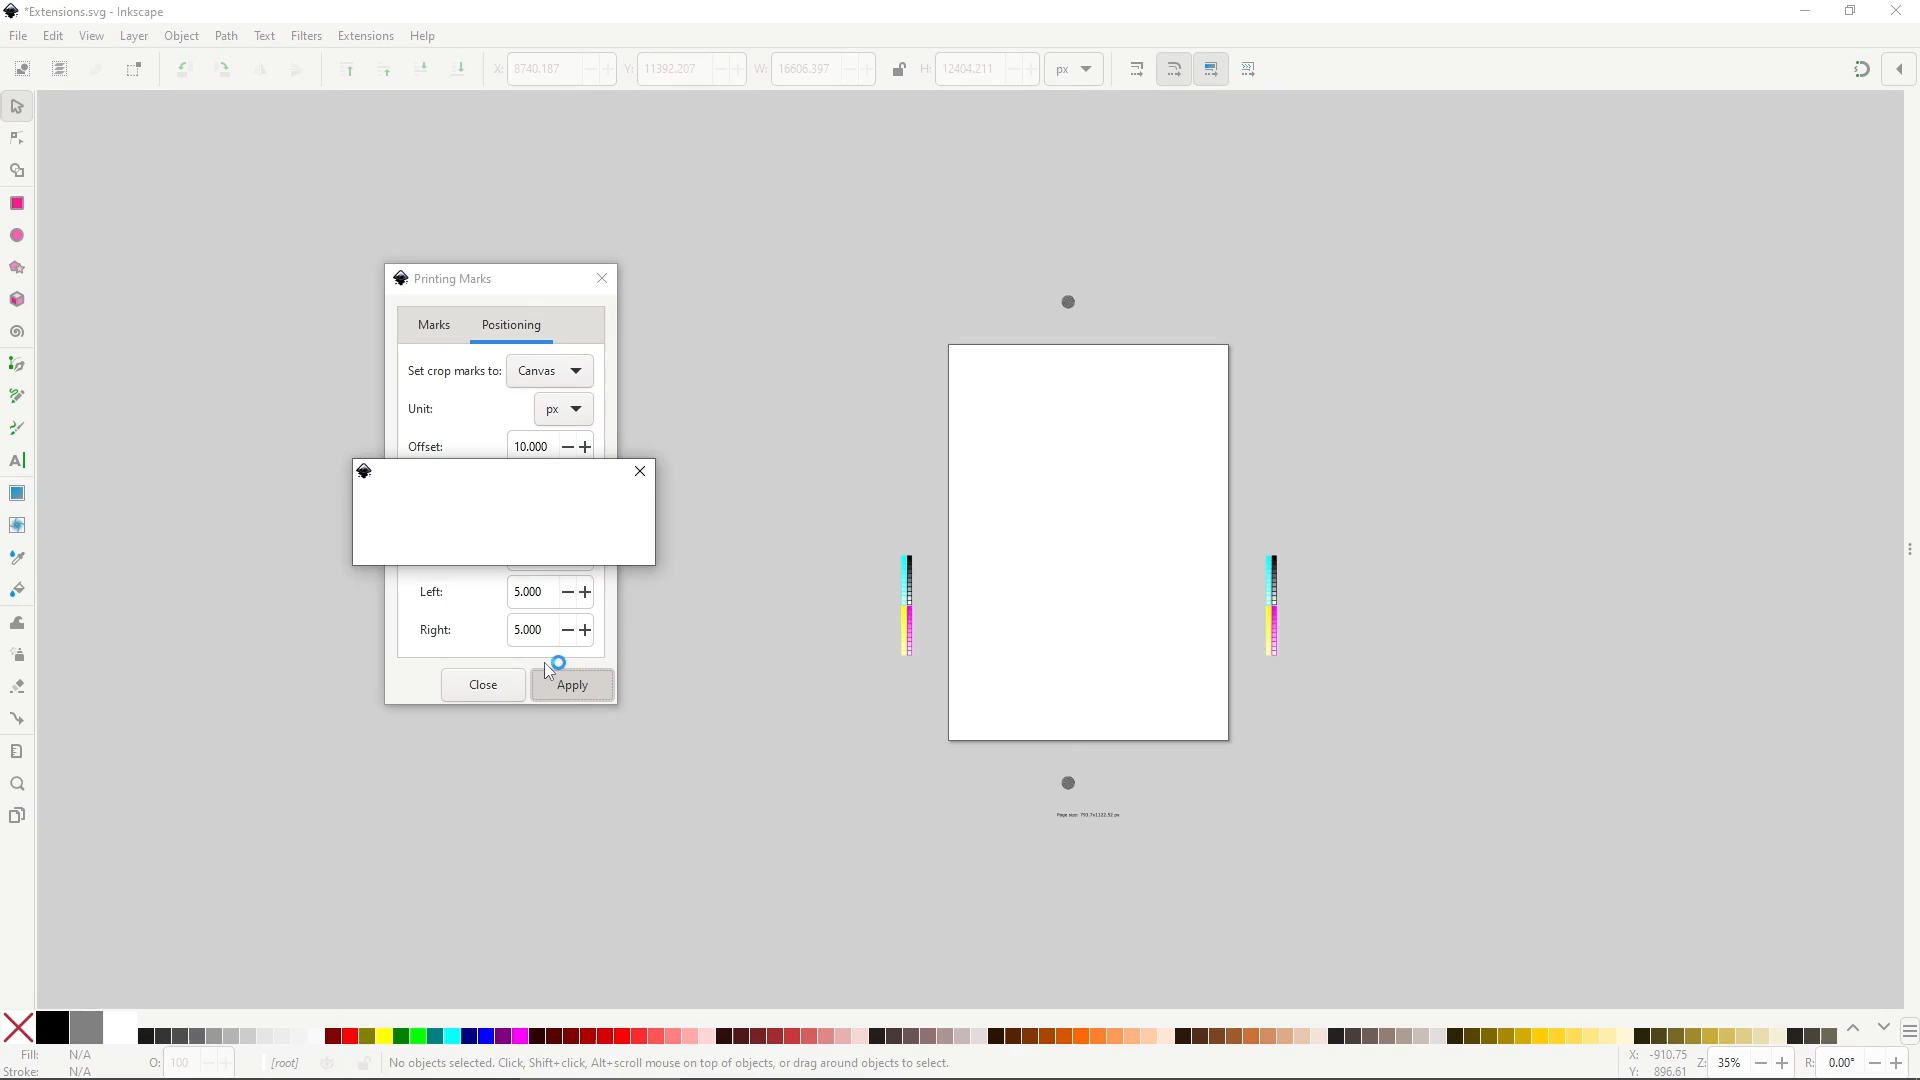 *Extensions.svg - Inkscape
File Edit View Layer Object Path Text Filters Extensions Help
X: 8740.187 Y: 11392.207 W: 16606.397 H: 12404.211 px
Printing Marks
Marks Positioning
Set crop marks to: Canvas
Unit: px
Offset: 10.000
Left: 5.000
Right: 5.000
Close Apply
Page size: 793.7x1122.52 px
Fill: N/A
Stroke: N/A
O: 100
[root]
No objects selected. Click, Shift+click, Alt+scroll mouse on top of objects, or drag around objects to select.
X: -910.75
Y: 896.61
Z: 35%
R: 0.00°